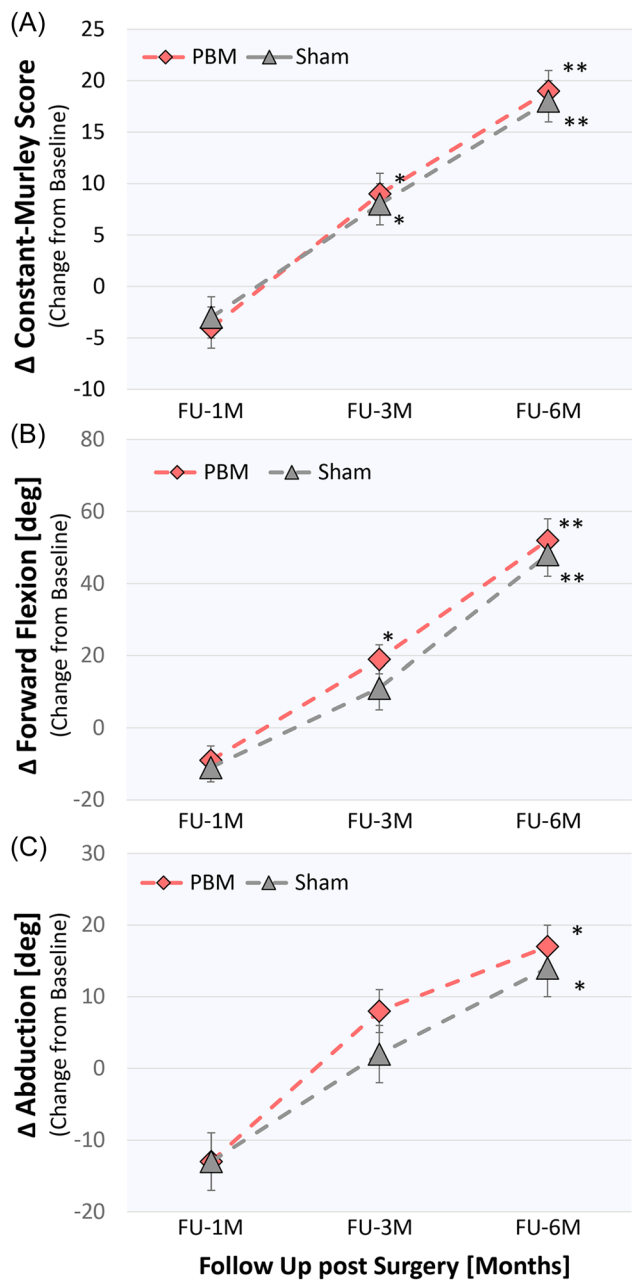 (A)
Δ Constant-Murley Score
(Change from Baseline)
25
20
15
10
5
0
-5
-10
PBM Sham
* *
** **
FU-1M FU-3M FU-6M
(B)
Δ Forward Flexion [deg]
(Change from Baseline)
80
60
40
20
0
-20
PBM Sham
*
** **
FU-1M FU-3M FU-6M
(C)
Δ Abduction [deg]
(Change from Baseline)
30
20
10
0
-10
-20
PBM Sham
* *
FU-1M FU-3M FU-6M
Follow Up post Surgery [Months]